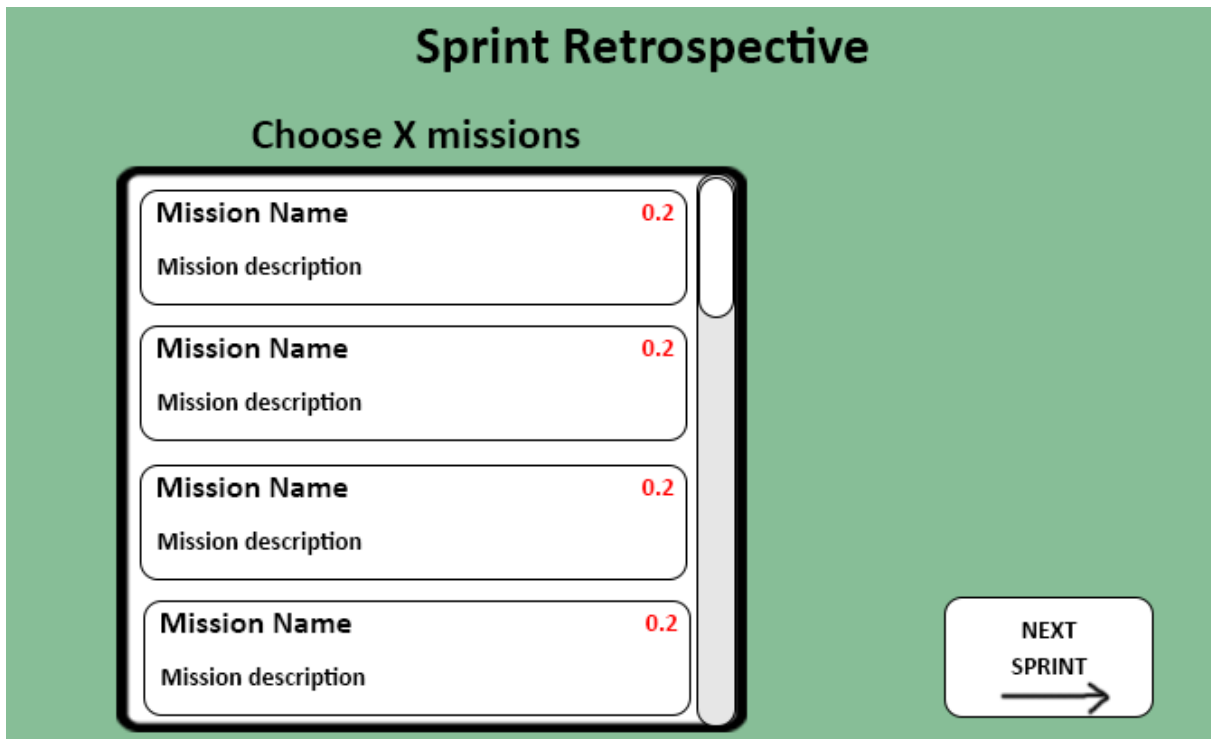 Sprint Retrospective
Choose X missions
Mission Name 0.2
Mission description
Mission Name 0.2
Mission description
Mission Name 0.2
Mission description
Mission Name 0.2
Mission description
NEXT
SPRINT